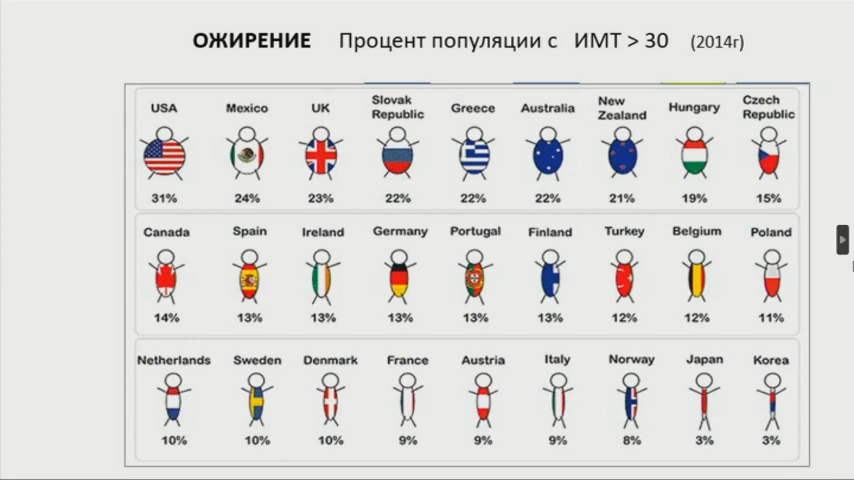 ОЖИРЕНИЕ Процент популяции с ИМТ > 30 (2014г)
USA Mexico UK Slovak Republic Greece Australia New Zealand Hungary Czech Republic
31% 24% 23% 22% 22% 22% 21% 19% 15%
Canada Spain Ireland Germany Portugal Finland Turkey Belgium Poland
14% 13% 13% 13% 13% 13% 12% 12% 11%
Netherlands Sweden Denmark France Austria Italy Norway Japan Korea
10% 10% 10% 9% 9% 9% 8% 3% 3%